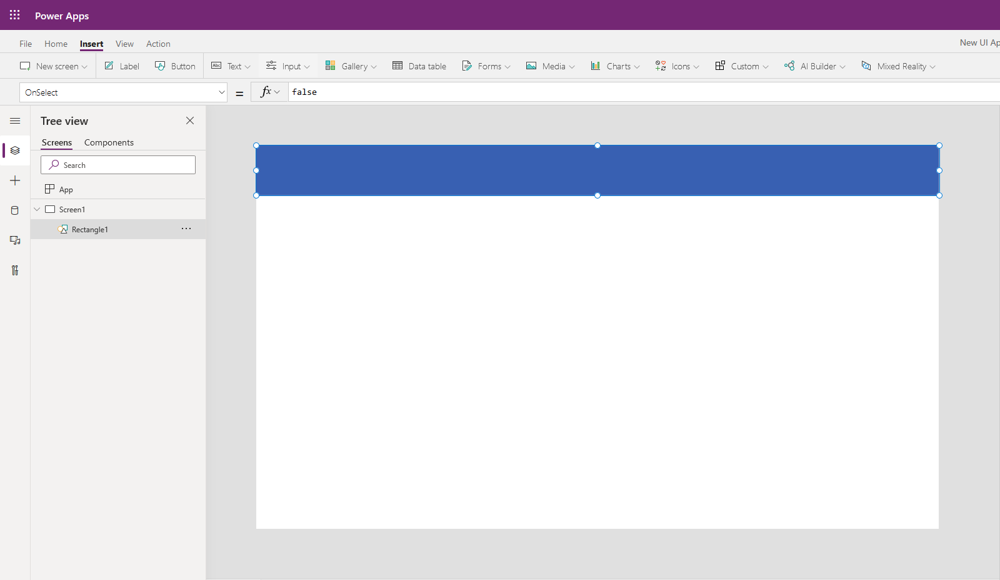 Power Apps
File Home Insert View Action New UI Ap
New screen Label Button Abc Text Input Gallery Data table Forms Media Charts Icons Custom AI Builder Mixed Reality
OnSelect = fx false
Tree view
Screens Components
Search
App
Screen1
Rectangle1 ...